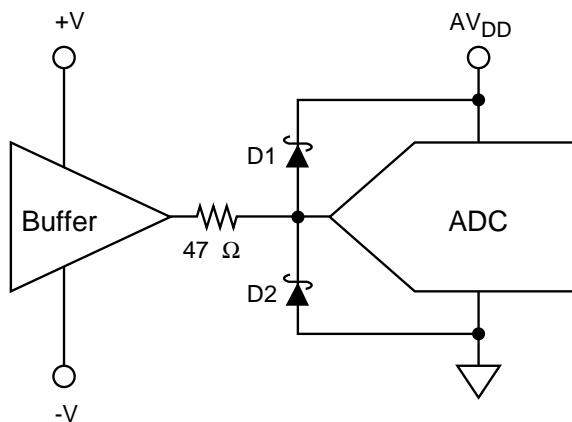 +V
AVDD
D1
Buffer
ADC
47 Ω
D2
-V